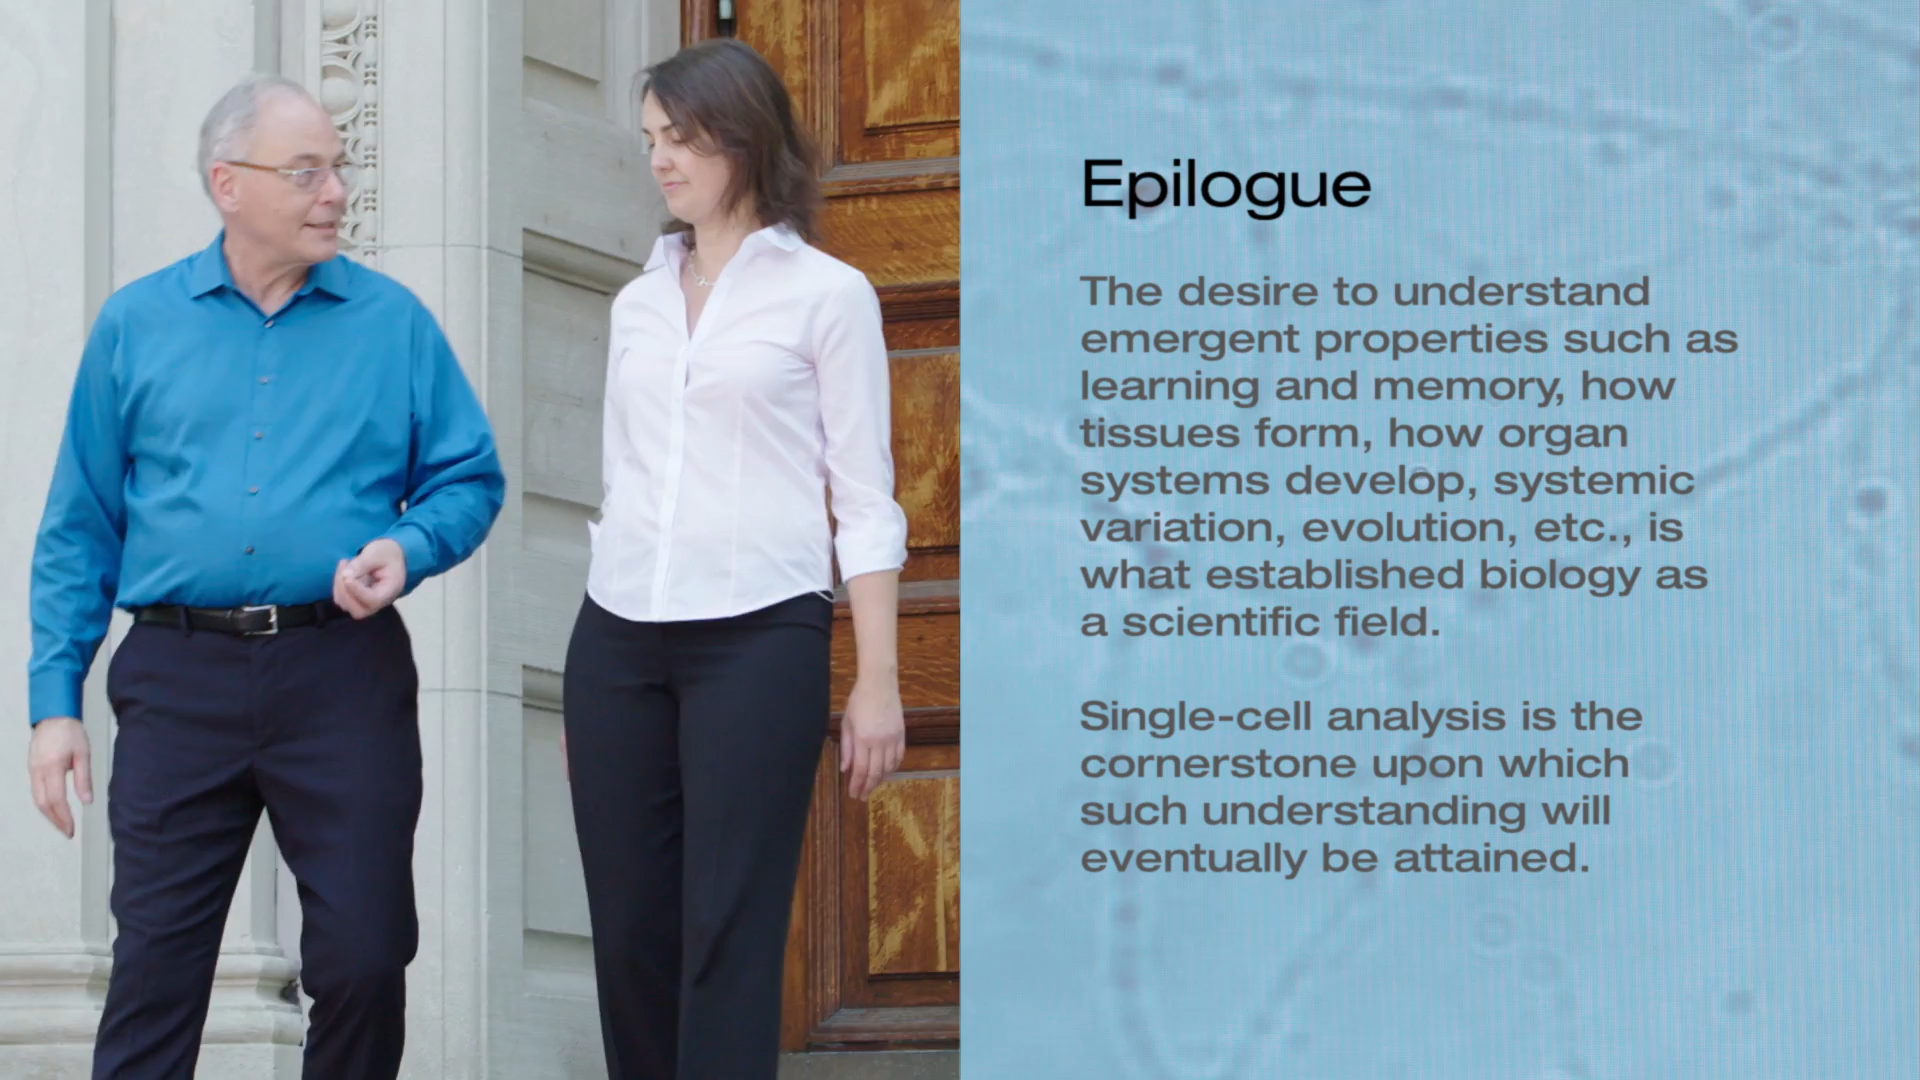 Epilogue
The desire to understand
emergent properties such as
learning and memory, how
tissues form, how organ
systems develop, systemic
variation, evolution, etc., is
what established biology as
a scientific field.
Single-cell analysis is the
cornerstone upon which
such understanding will
eventually be attained.